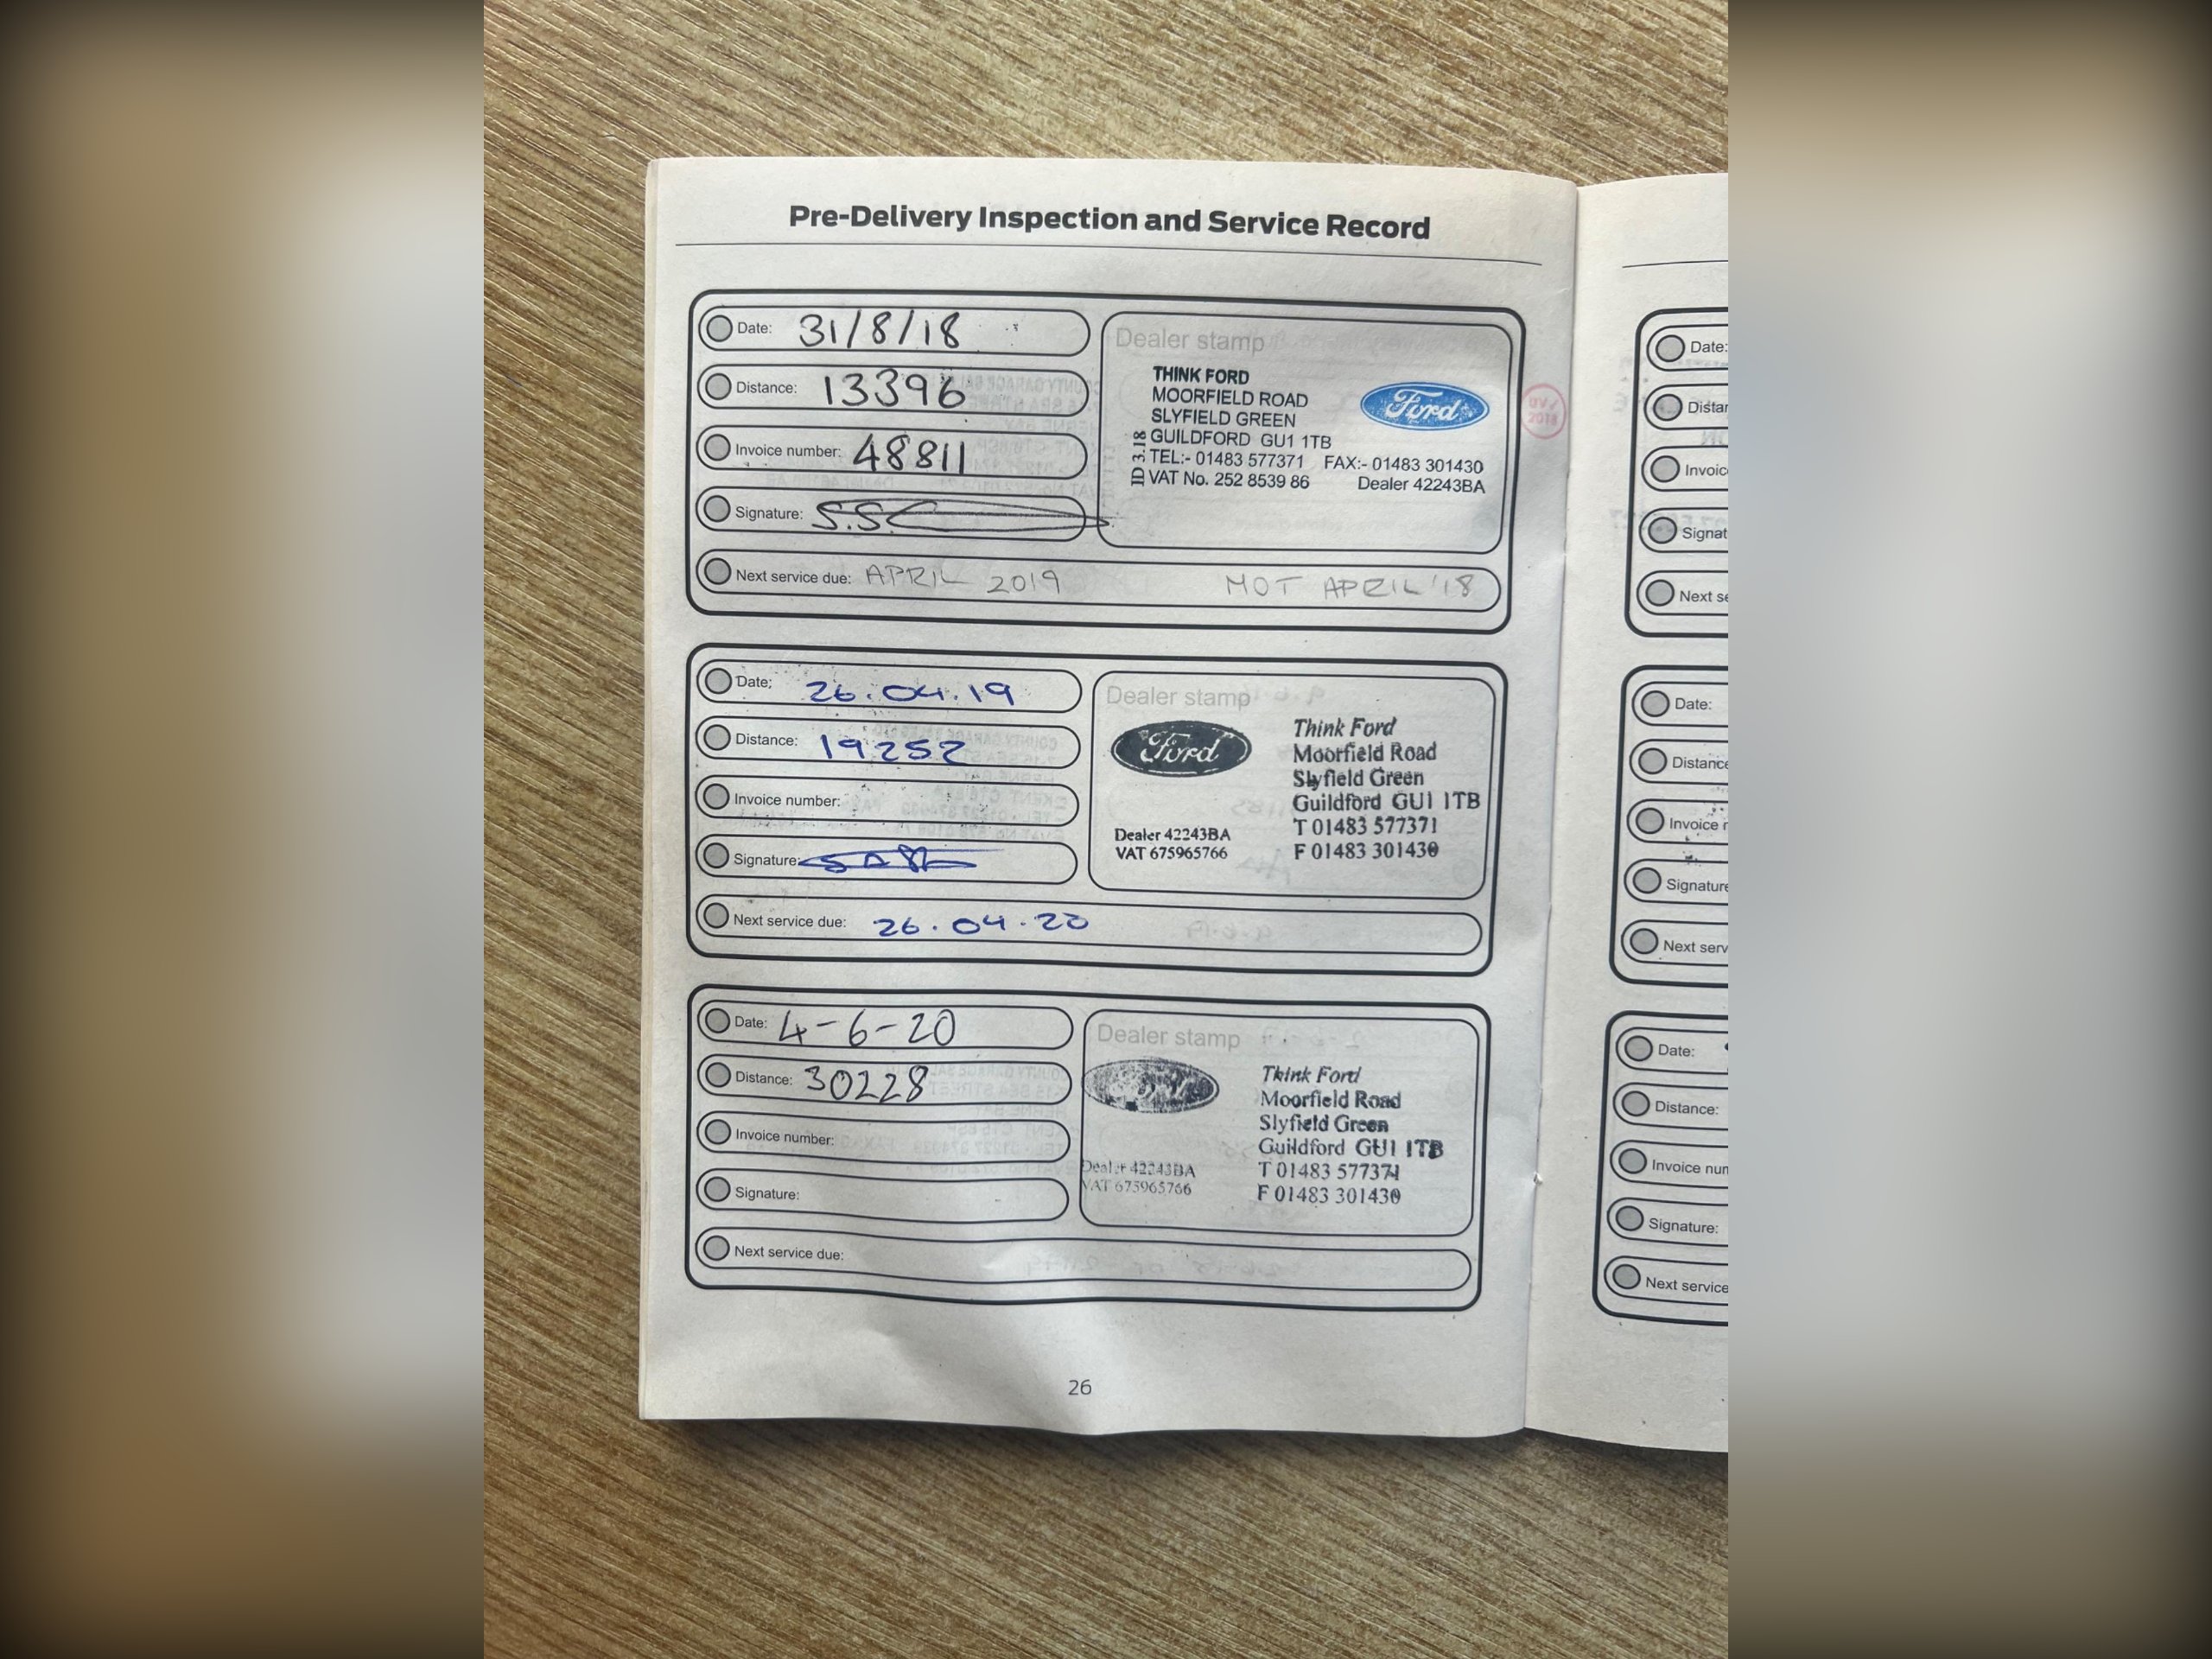 Pre-Delivery Inspection and Service Record
Date: 31/8/18
Distance: 13396
Invoice number: 48811
Signature:
Next service due: APRIL 2019 MOT APRIL '18
Dealer stamp
THINK FORD
MOORFIELD ROAD
SLYFIELD GREEN
GUILDFORD GU1 1TB
TEL:- 01483 577371 FAX:- 01483 301430
VAT No. 252 8539 86 Dealer 42243BA
ID 3.18
Ford
Date: 26.04.19
Distance: 19252
Invoice number:
Signature:
Next service due: 26.04.20
Dealer stamp
Ford
Think Ford
Moorfield Road
Slyfield Green
Guildford GU1 1TB
T 01483 577371
F 01483 301430
Dealer 42243BA
VAT 675965766
Date: 4-6-20
Distance: 30228
Invoice number:
Signature:
Next service due:
Dealer stamp
Think Ford
Moorfield Road
Slyfield Green
Guildford GU1 1TB
T 01483 577371
F 01483 301430
Dealer 42243BA
VAT 675965766
26
Date:
Distan
Invoic
Signat
Next se
Date:
Distance
Invoice n
Signature
Next serv
Date:
Distance:
Invoice num
Signature:
Next service